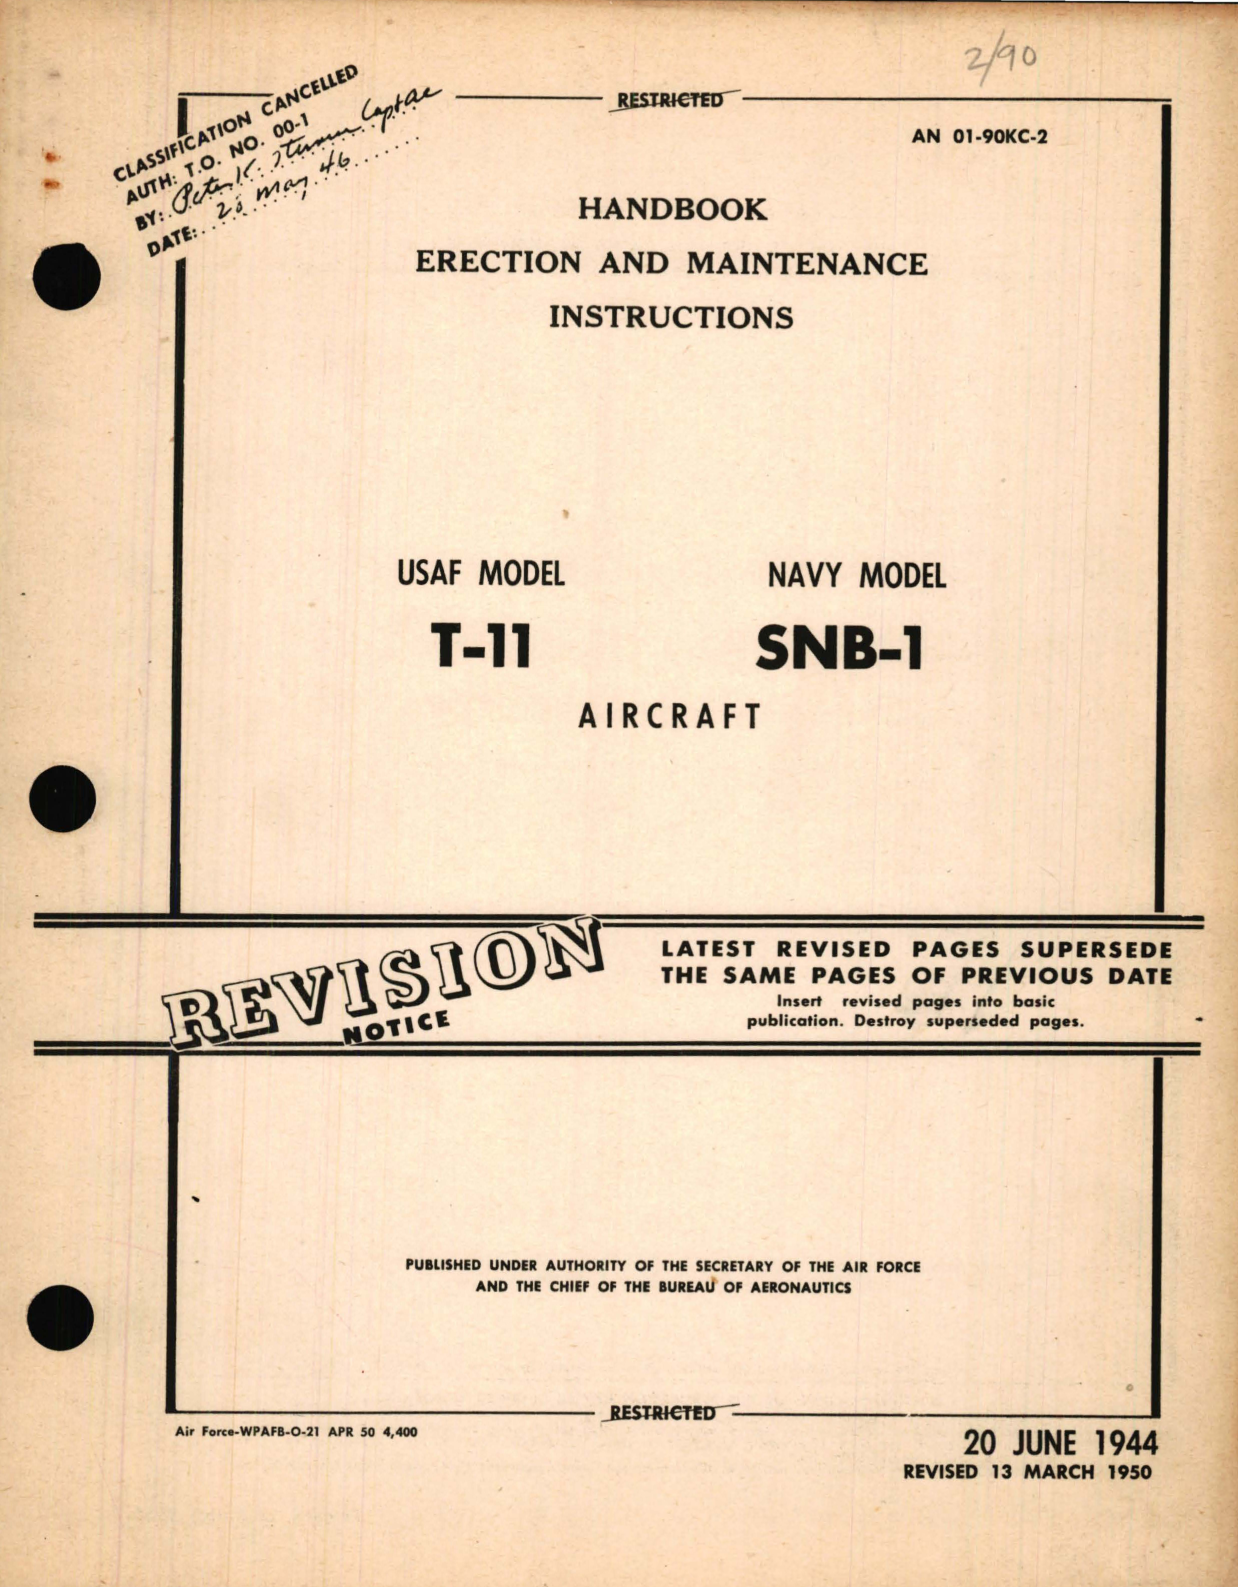 2/90
CLASSIFICATION CANCELLED
AUTH: T.O. NO. 00-1
BY: Peter K. Capt AC
DATE: May 46
RESTRICTED
AN 01-90KC-2
HANDBOOK
ERECTION AND MAINTENANCE
INSTRUCTIONS
USAF MODEL
NAVY MODEL
T-11
SNB-1
AIRCRAFT
REVISION
NOTICE
LATEST REVISED PAGES SUPERSEDE
THE SAME PAGES OF PREVIOUS DATE
Insert revised pages into basic
publication. Destroy superseded pages.
PUBLISHED UNDER AUTHORITY OF THE SECRETARY OF THE AIR FORCE
AND THE CHIEF OF THE BUREAU OF AERONAUTICS
RESTRICTED
Air Force-WPAFB-O-21 APR 50 4,400
20 JUNE 1944
REVISED 13 MARCH 1950